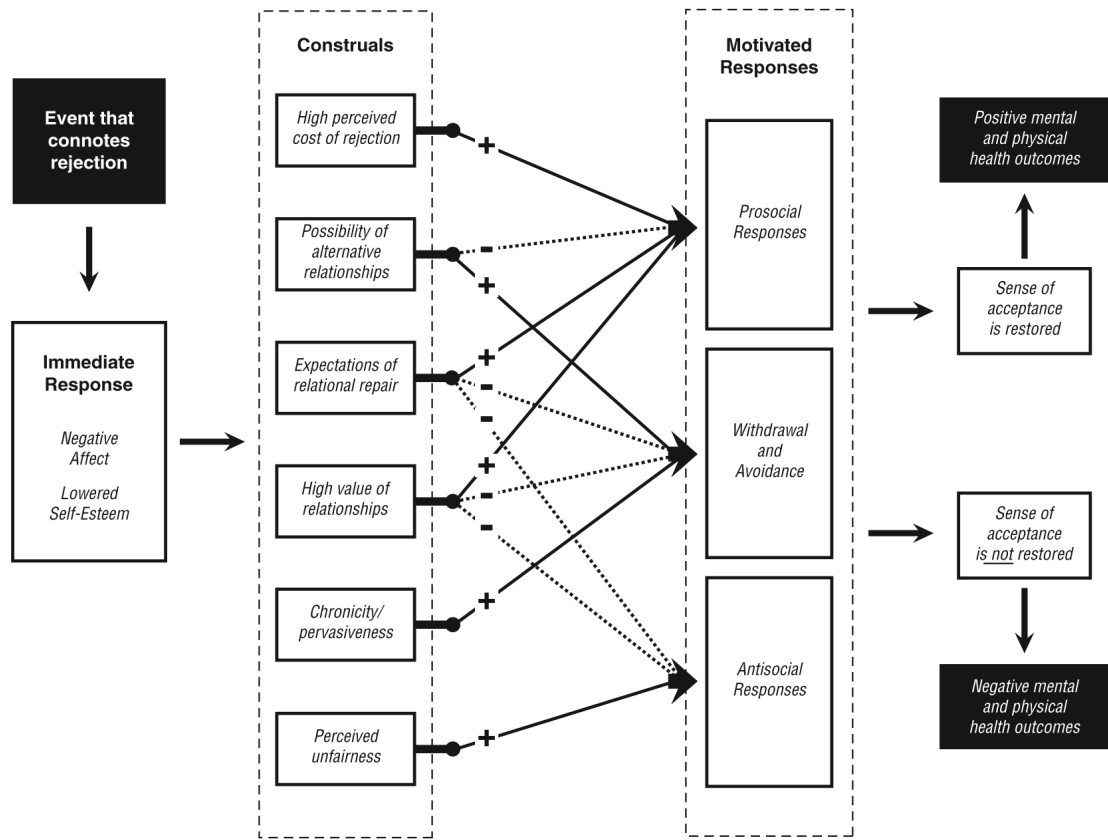 Event that
connotes
rejection
Immediate
Response
Negative
Affect
Lowered
Self-Esteem
Construals
High perceived
cost of rejection
Possibility of
alternative
relationships
Expectations of
relational repair
High value of
relationships
Chronicity/
pervasiveness
Perceived
unfairness
+
-
+
+
-
-
+
-
-
+
+
Motivated
Responses
Prosocial
Responses
Withdrawal
and
Avoidance
Antisocial
Responses
Positive mental
and physical
health outcomes
Sense of
acceptance
is restored
Sense of
acceptance
is not restored
Negative mental
and physical
health outcomes